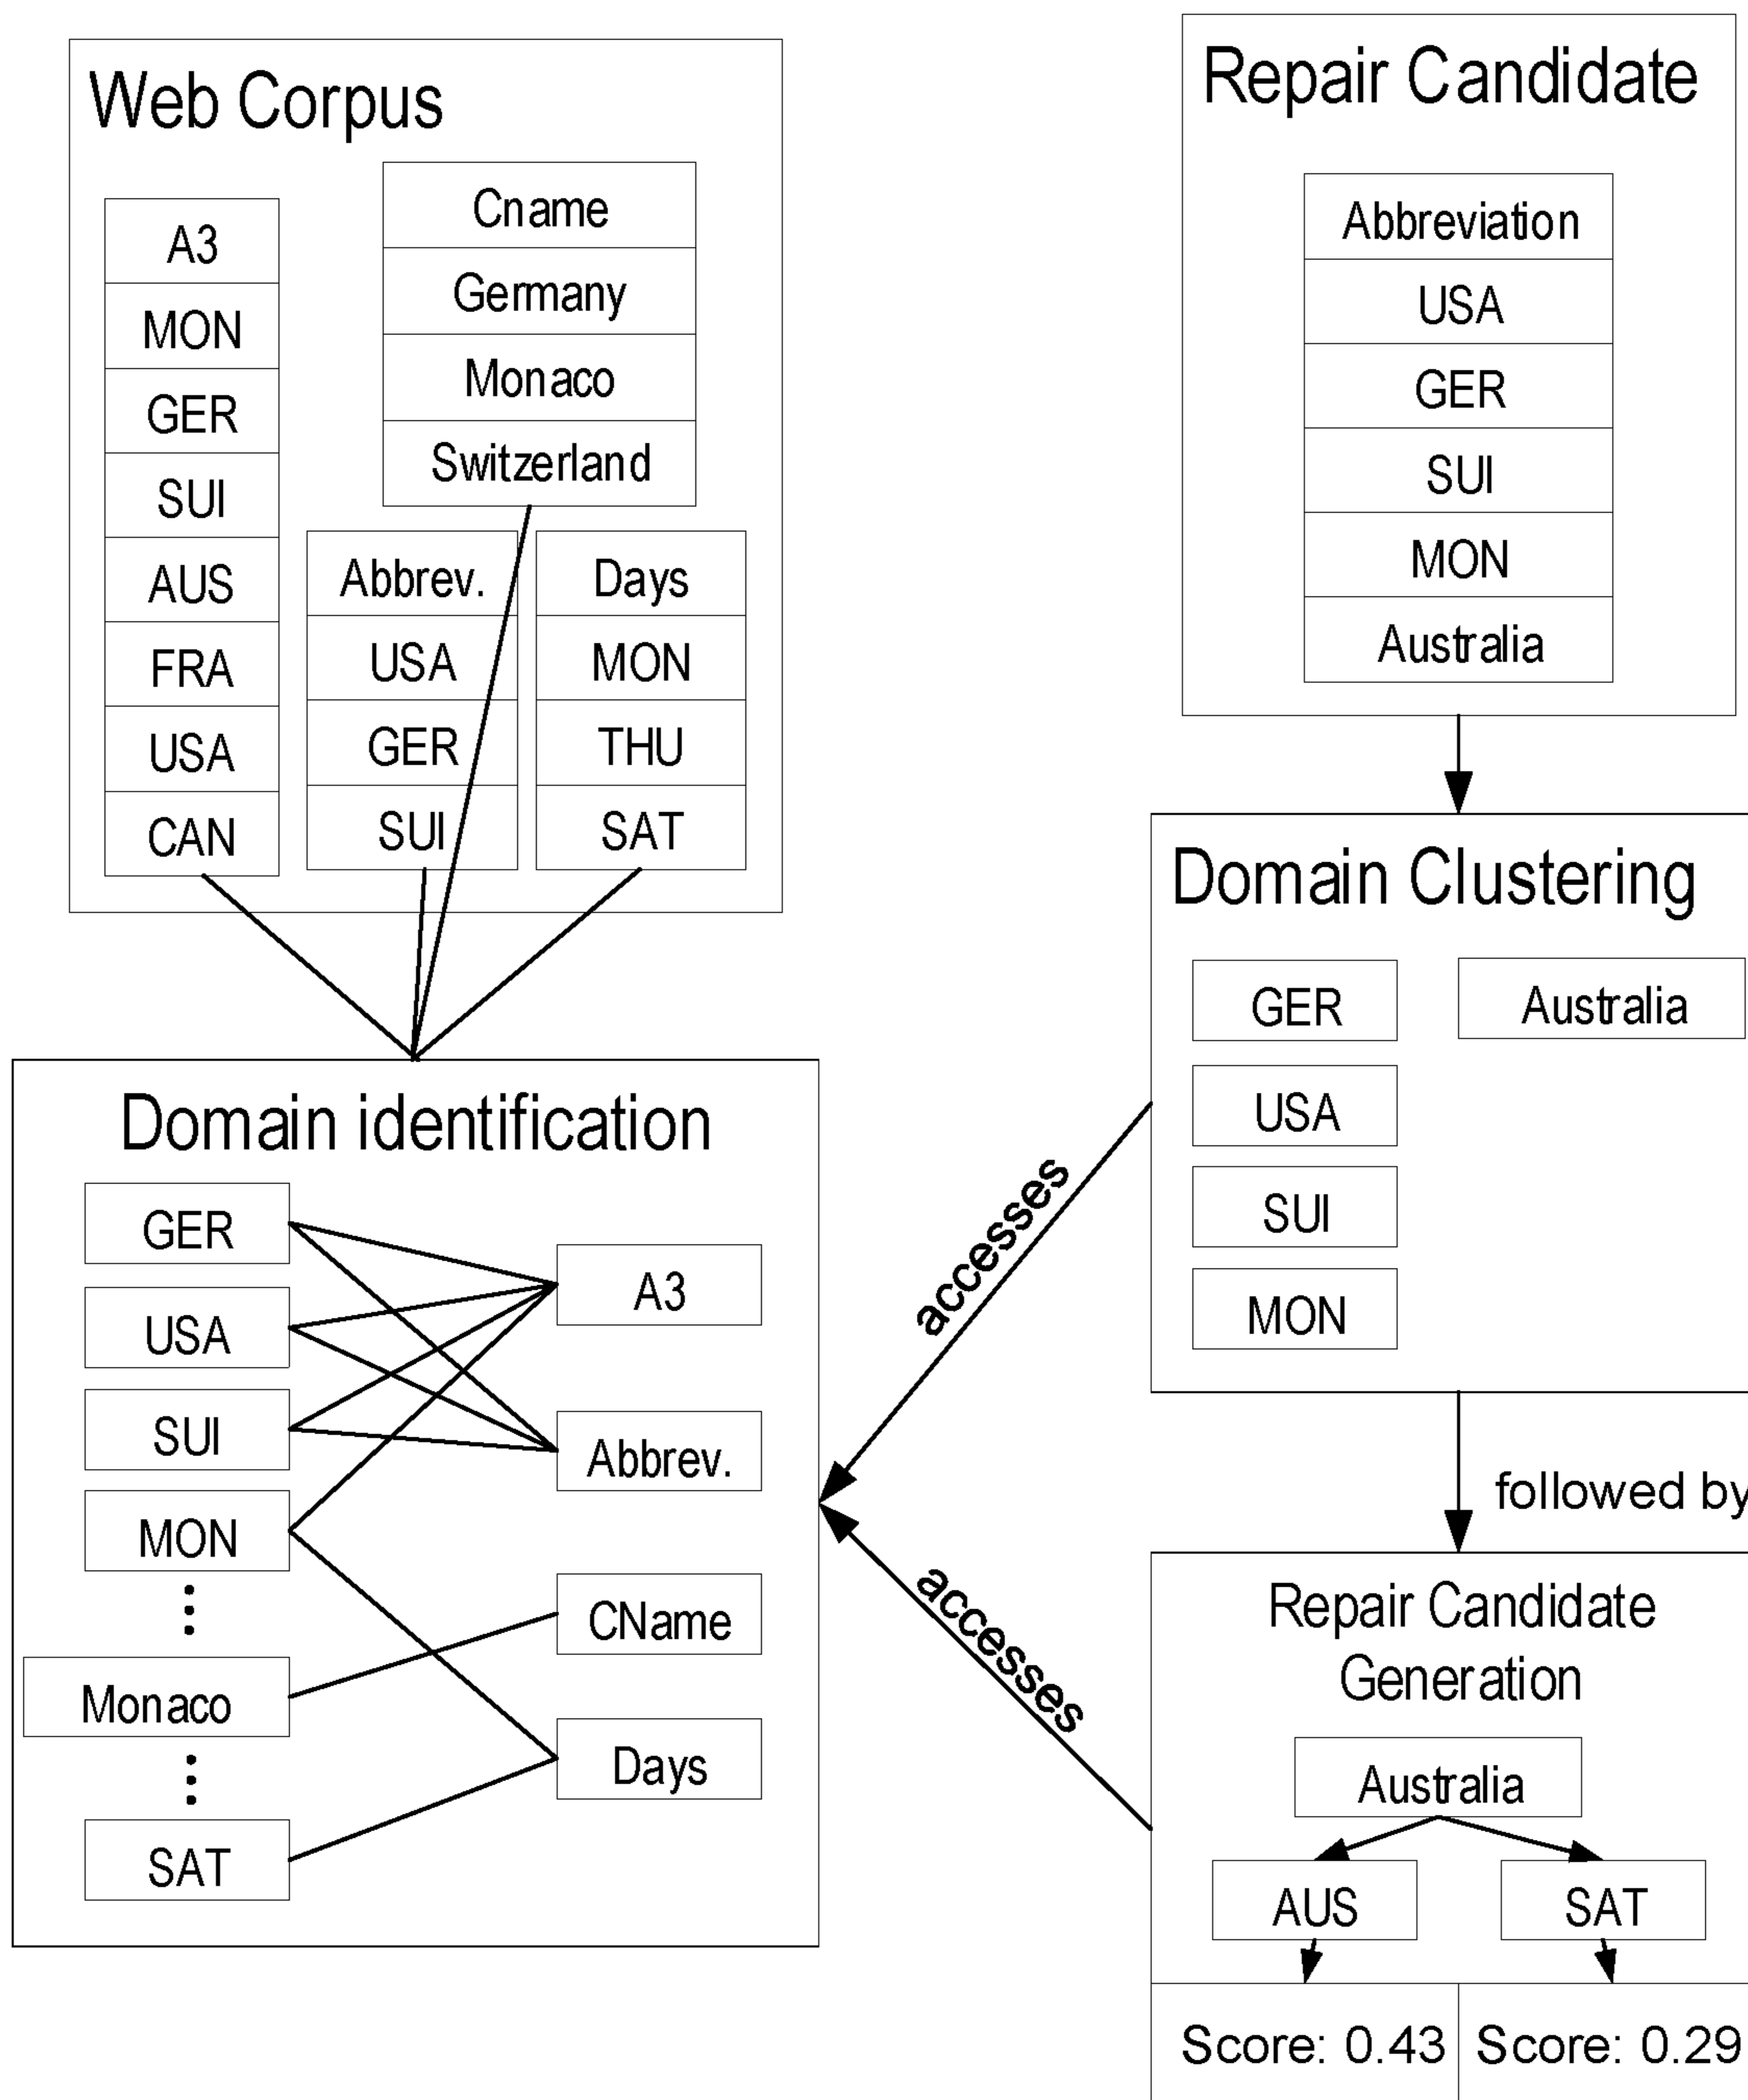 Web Corpus
A3
MON
GER
SUI
AUS
FRA
USA
CAN
Cname
Germany
Monaco
Switzerland
Abbrev.
USA
GER
SUI
Days
MON
THU
SAT
Repair Candidate
Abbreviation
USA
GER
SUI
MON
Australia
Domain Clustering
GER
USA
SUI
MON
Australia
accesses
followed by
Domain identification
GER
USA
SUI
MON
Monaco
SAT
A3
Abbrev.
CName
Days
accesses
Repair Candidate
Generation
Australia
AUS
SAT
Score: 0.43
Score: 0.29